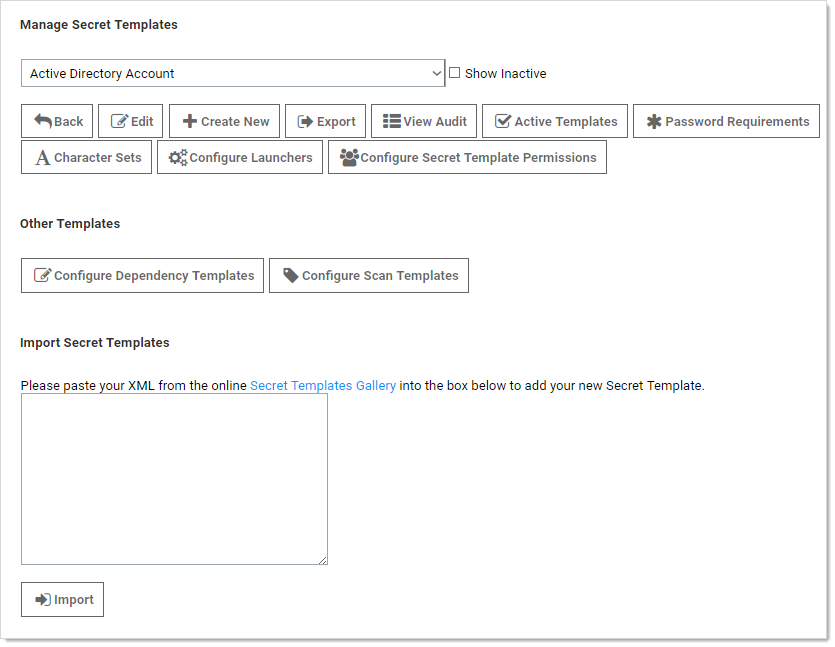 Manage Secret Templates
Active Directory Account Show Inactive
Back Edit Create New Export View Audit Active Templates Password Requirements
Character Sets Configure Launchers Configure Secret Template Permissions
Other Templates
Configure Dependency Templates Configure Scan Templates
Import Secret Templates
Please paste your XML from the online Secret Templates Gallery into the box below to add your new Secret Template.
Import